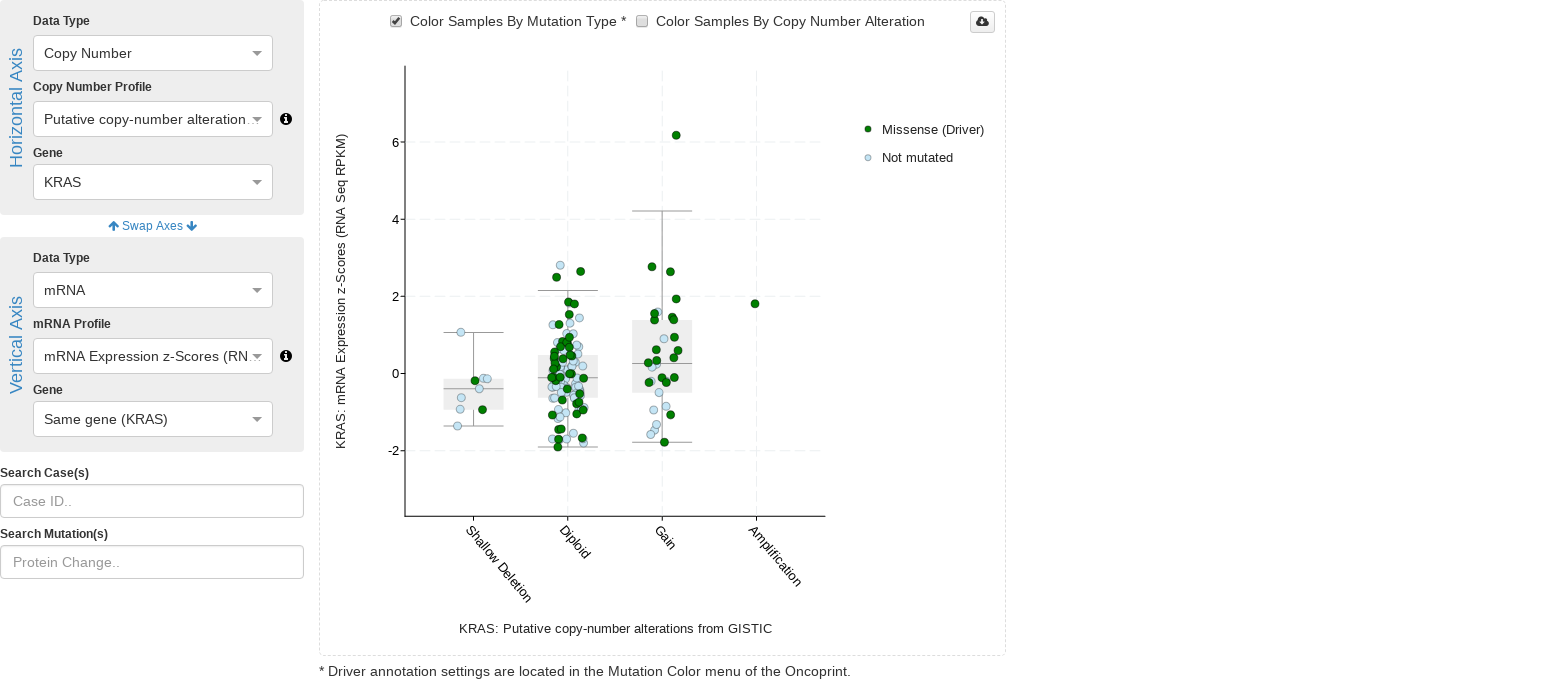 Horizontal Axis
Data Type
Copy Number
Copy Number Profile
Putative copy-number alteration…
Gene
KRAS
Swap Axes
Vertical Axis
Data Type
mRNA
mRNA Profile
mRNA Expression z-Scores (RN…
Gene
Same gene (KRAS)
Search Case(s)
Case ID..
Search Mutation(s)
Protein Change..
Color Samples By Mutation Type * Color Samples By Copy Number Alteration
KRAS: mRNA Expression z-Scores (RNA Seq RPKM)
6
4
2
0
-2
Missense (Driver)
Not mutated
Shallow Deletion
Diploid
Gain
Amplification
KRAS: Putative copy-number alterations from GISTIC
* Driver annotation settings are located in the Mutation Color menu of the Oncoprint.